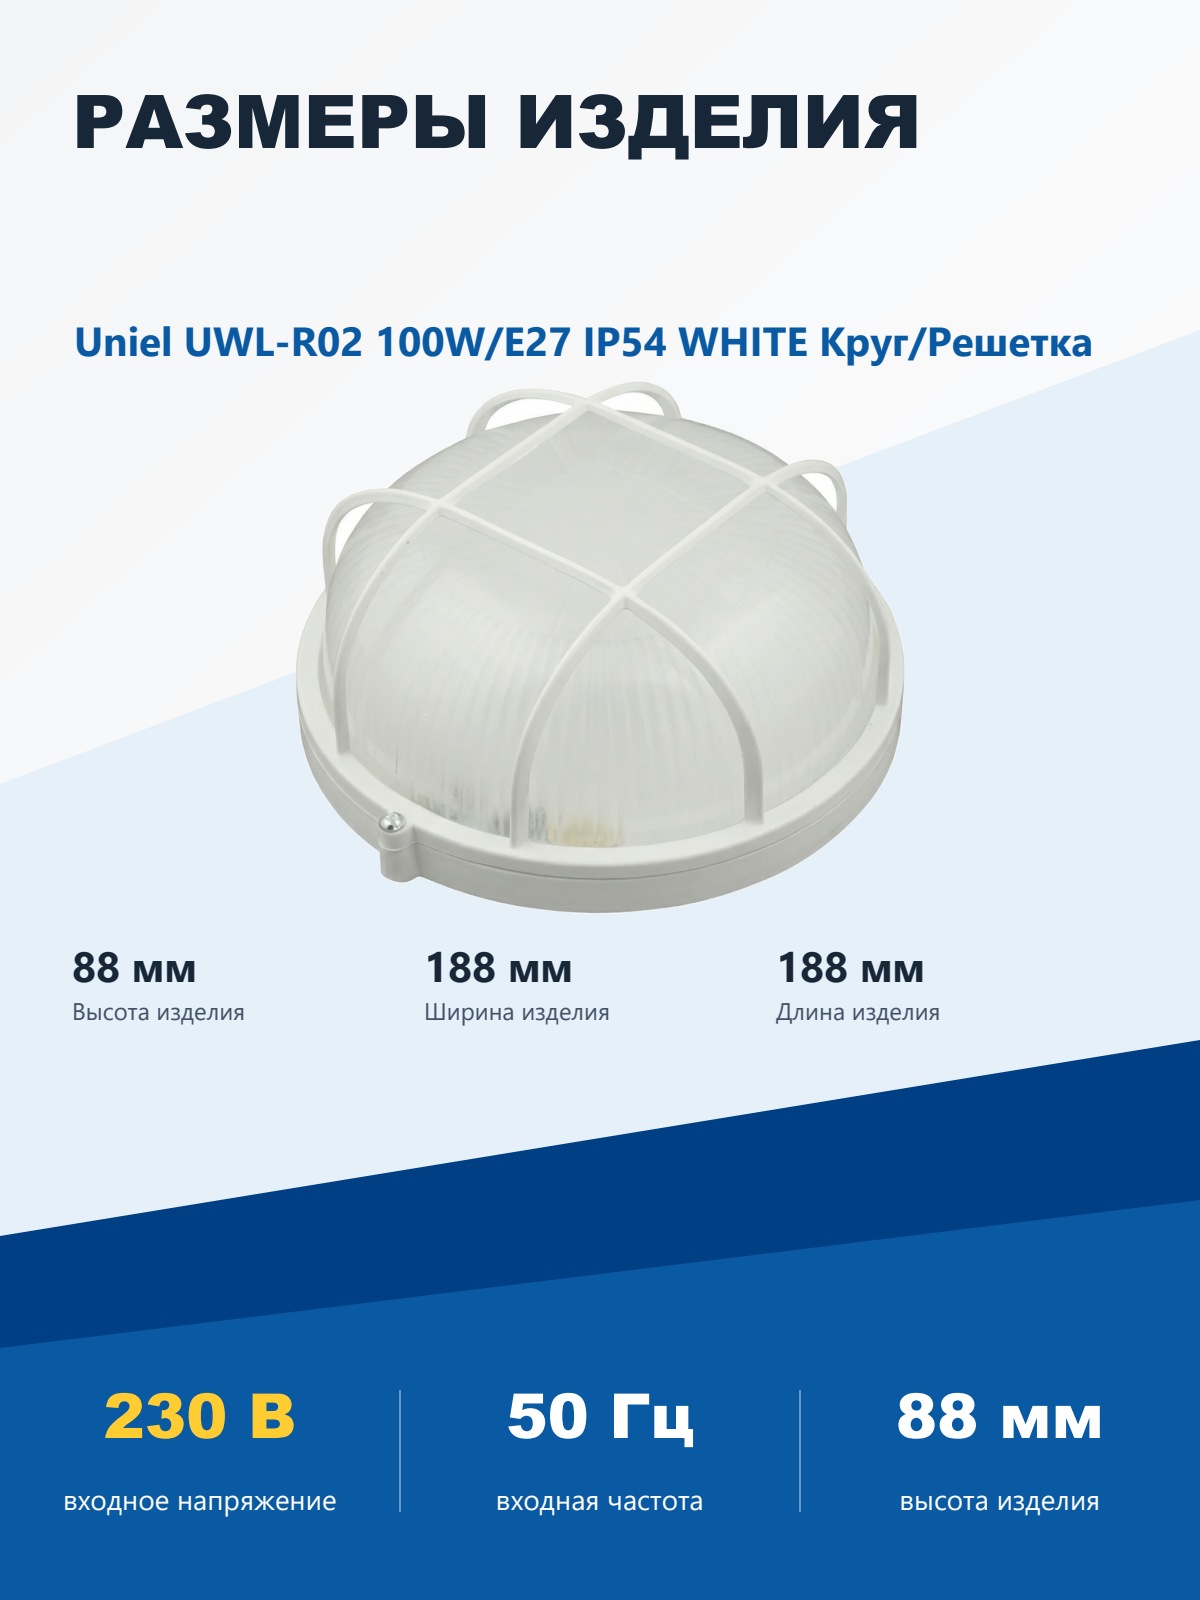 РАЗМЕРЫ ИЗДЕЛИЯ
Uniel UWL-R02 100W/E27 IP54 WHITE Круг/Решетка
88 мм
Высота изделия
188 мм
Ширина изделия
188 мм
Длина изделия
230 В
входное напряжение
50 Гц
входная частота
88 мм
высота изделия